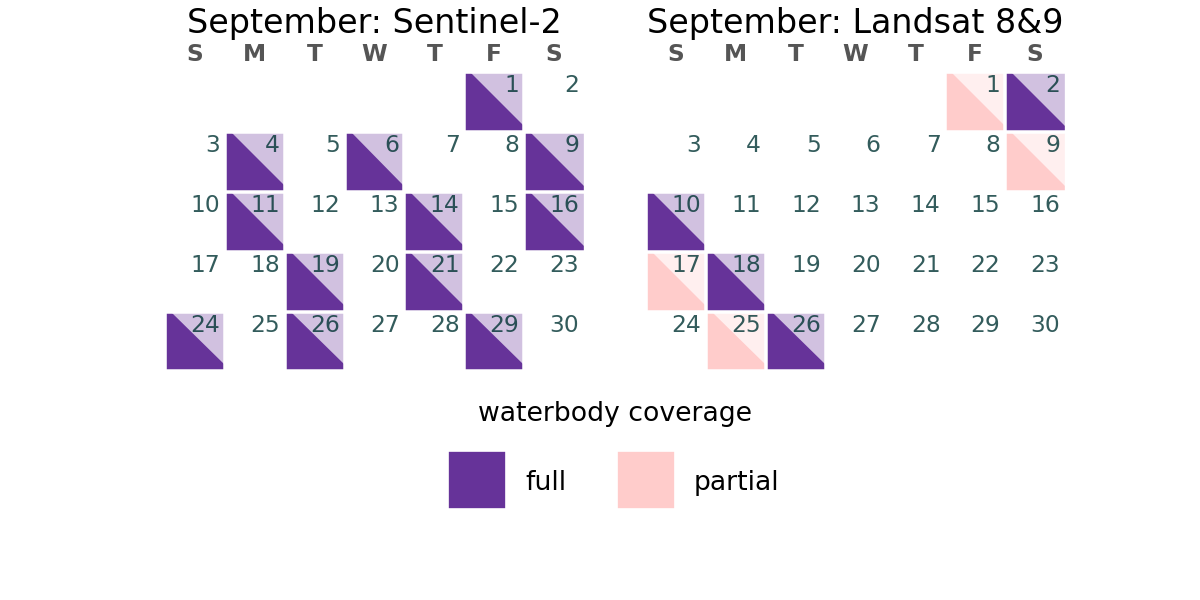 September: Sentinel-2
S M T W T F S
1 2
3 4 5 6 7 8 9
10 11 12 13 14 15 16
17 18 19 20 21 22 23
24 25 26 27 28 29 30
September: Landsat 8&9
S M T W T F S
1 2
3 4 5 6 7 8 9
10 11 12 13 14 15 16
17 18 19 20 21 22 23
24 25 26 27 28 29 30
waterbody coverage
full partial